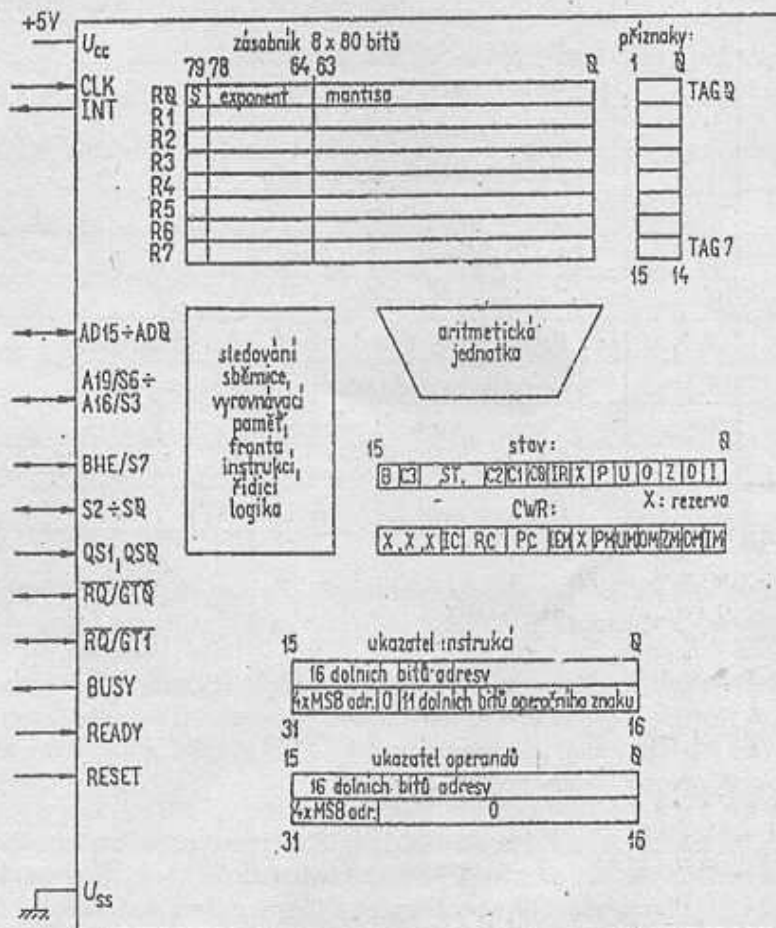 +5V
U_CC
CLK
INT
AD15÷AD0
A19/S6÷
A16/S3
BHE/S7
S2÷S0
QS1, QS0
RQ/GT0
RQ/GT1
BUSY
READY
RESET
U_SS
zásobník 8 x 80 bitů
79 78 64 63 0
R0 S exponent mantisa
R1
R2
R3
R4
R5
R6
R7
příznaky:
1 0
TAG 0
TAG 7
15 14
sledování
sběrnice,
vyrovnávací
paměť,
fronta
instrukcí,
řídicí
logika
aritmetická
jednotka
15 stav: 0
B C3 ST, C2 C1 C0 IR X P U O Z D I
X: rezerva
CWR:
X, X, X IC RC PC IEM X PM UM OM ZM DM IM
15 ukazatel instrukcí 0
16 dolních bitů adresy
4xMSB adr. 0 11 dolních bitů operačního znaku
31 16
15 ukazatel operandů 0
16 dolních bitů adresy
4xMSB adr. 0
31 16